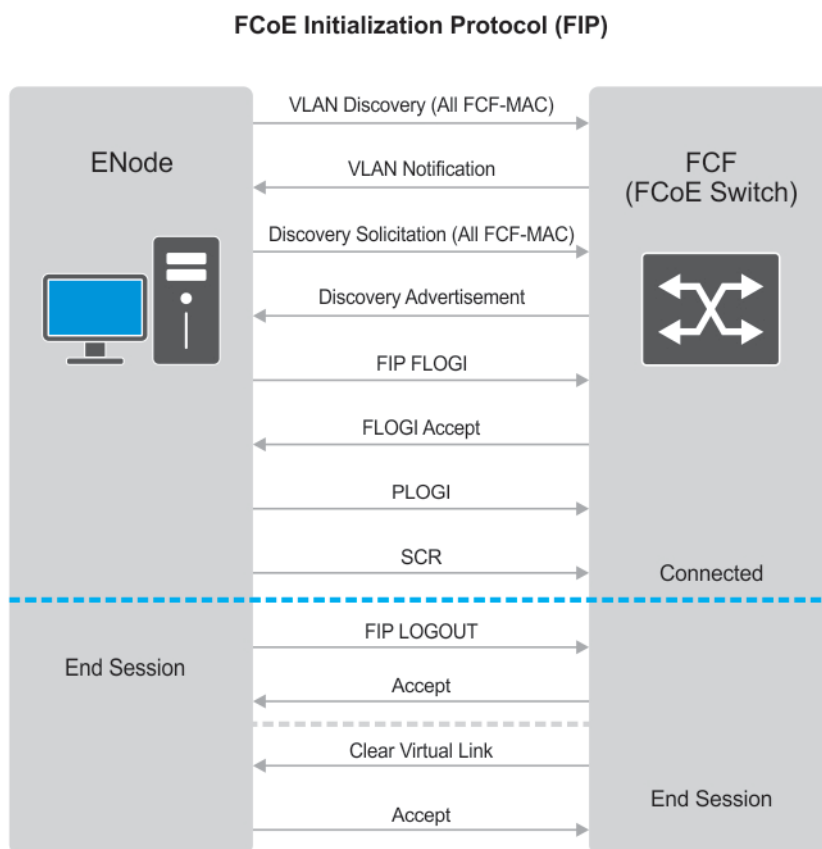 FCoE Initialization Protocol (FIP)
VLAN Discovery (All FCF-MAC)
ENode
VLAN Notification
FCF
(FCoE Switch)
Discovery Solicitation (All FCF-MAC)
Discovery Advertisement
FIP FLOGI
FLOGI Accept
PLOGI
SCR
Connected
FIP LOGOUT
End Session
Accept
Clear Virtual Link
End Session
Accept